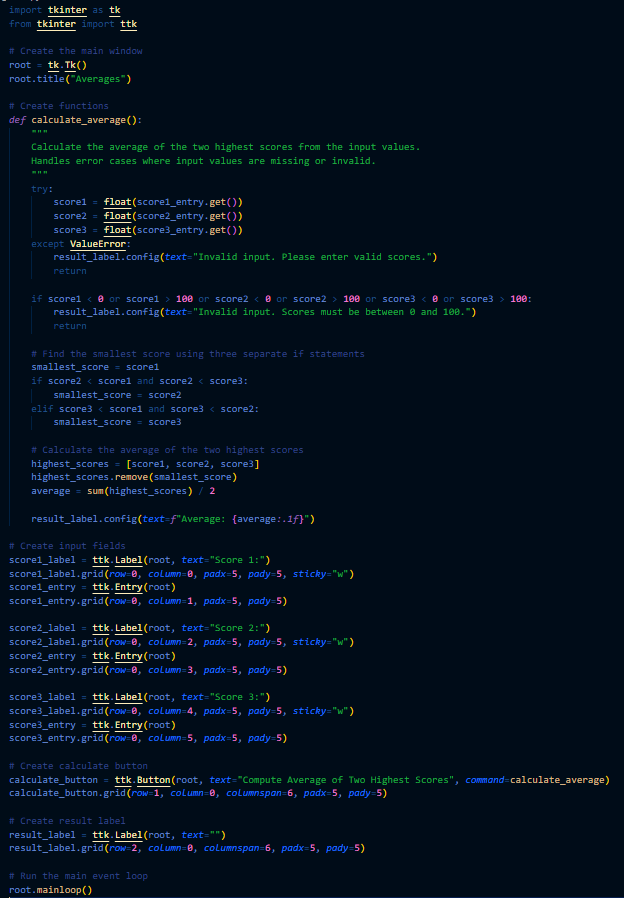 import tkinter as tk
from tkinter import ttk

# Create the main window
root = tk.Tk()
root.title("Averages")

# Create functions
def calculate_average():
    """
    Calculate the average of the two highest scores from the input values.
    Handles error cases where input values are missing or invalid.
    """
    try:
        score1 = float(score1_entry.get())
        score2 = float(score2_entry.get())
        score3 = float(score3_entry.get())
    except ValueError:
        result_label.config(text="Invalid input. Please enter valid scores.")
        return

    if score1 < 0 or score1 > 100 or score2 < 0 or score2 > 100 or score3 < 0 or score3 > 100:
        result_label.config(text="Invalid input. Scores must be between 0 and 100.")
        return

    # Find the smallest score using three separate if statements
    smallest_score = score1
    if score2 < score1 and score2 < score3:
        smallest_score = score2
    elif score3 < score1 and score3 < score2:
        smallest_score = score3

    # Calculate the average of the two highest scores
    highest_scores = [score1, score2, score3]
    highest_scores.remove(smallest_score)
    average = sum(highest_scores) / 2

    result_label.config(text=f"Average: {average:.1f}")

# Create input fields
score1_label = ttk.Label(root, text="Score 1:")
score1_label.grid(row=0, column=0, padx=5, pady=5, sticky="w")
score1_entry = ttk.Entry(root)
score1_entry.grid(row=0, column=1, padx=5, pady=5)

score2_label = ttk.Label(root, text="Score 2:")
score2_label.grid(row=0, column=2, padx=5, pady=5, sticky="w")
score2_entry = ttk.Entry(root)
score2_entry.grid(row=0, column=3, padx=5, pady=5)

score3_label = ttk.Label(root, text="Score 3:")
score3_label.grid(row=0, column=4, padx=5, pady=5, sticky="w")
score3_entry = ttk.Entry(root)
score3_entry.grid(row=0, column=5, padx=5, pady=5)

# Create calculate button
calculate_button = ttk.Button(root, text="Compute Average of Two Highest Scores", command=calculate_average)
calculate_button.grid(row=1, column=0, columnspan=6, padx=5, pady=5)

# Create result label
result_label = ttk.Label(root, text="")
result_label.grid(row=2, column=0, columnspan=6, padx=5, pady=5)

# Run the main event loop
root.mainloop()